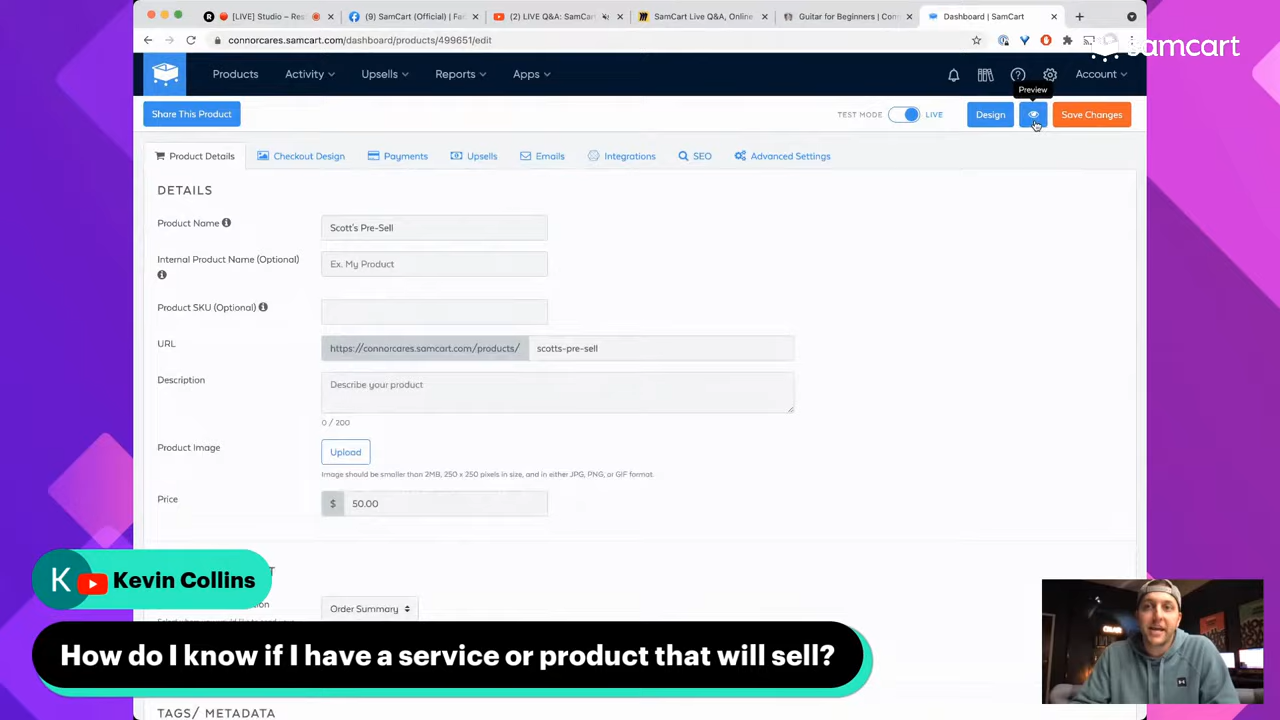 [LIVE] Studio – Res
(9) SamCart (Official) | Fac
(2) LIVE Q&A: SamCart
SamCart Live Q&A, Online
Guitar for Beginners | Com
Dashboard | SamCart
connorcares.samcart.com/dashboard/products/499651/edit
samcart
Products
Activity
Upsells
Reports
Apps
Account
Preview
Share This Product
TEST MODE
LIVE
Design
Save Changes
Product Details
Checkout Design
Payments
Upsells
Emails
Integrations
SEO
Advanced Settings
DETAILS
Product Name
Scott's Pre-Sell
Internal Product Name (Optional)
Ex. My Product
Product SKU (Optional)
URL
https://connorcares.samcart.com/products/
scotts-pre-sell
Description
Describe your product
0 / 200
Product Image
Upload
Image should be smaller than 2MB, 250 x 250 pixels in size, and in either JPG, PNG, or GIF format.
Price
$ 50.00
Order Summary
K Kevin Collins
How do I know if I have a service or product that will sell?
TAGS/ METADATA